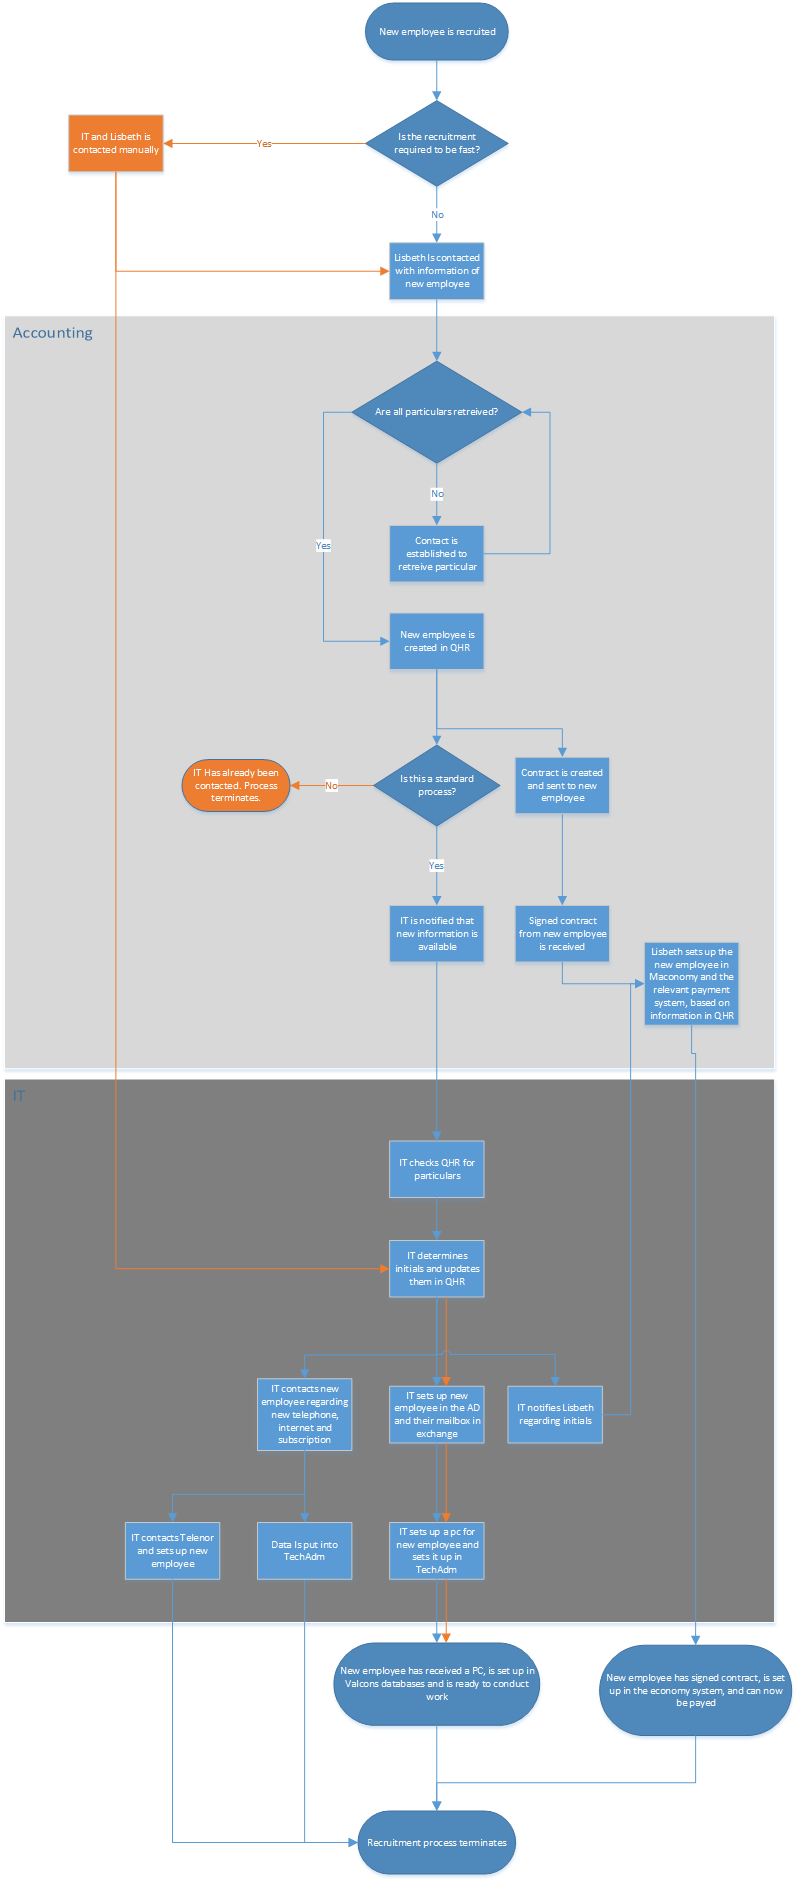 New employee is recruited
Is the recruitment
required to be fast?
Yes
IT and Lisbeth is
contacted manually
No
Lisbeth Is contacted
with information of
new employee
Accounting
Are all particulars retreived?
No
Yes
Contact is
established to
retreive particular
New employee is
created in QHR
Is this a standard
process?
No
IT Has already been
contacted. Process
terminates.
Contract is created
and sent to new
employee
Yes
IT is notified that
new information is
available
Signed contract
from new employee
is received
Lisbeth sets up the
new employee in
Maconomy and the
relevant payment
system, based on
information in QHR
IT
IT checks QHR for
particulars
IT determines
initials and updates
them in QHR
IT contacts new
employee regarding
new telephone,
internet and
subscription
IT sets up new
employee in the AD
and their mailbox in
exchange
IT notifies Lisbeth
regarding initials
IT contacts Telenor
and sets up new
employee
Data Is put into
TechAdm
IT sets up a pc for
new employee and
sets it up in
TechAdm
New employee has received a PC, is set up in
Valcons databases and is ready to conduct
work
New employee has signed contract, is set
up in the economy system, and can now
be payed
Recruitment process terminates